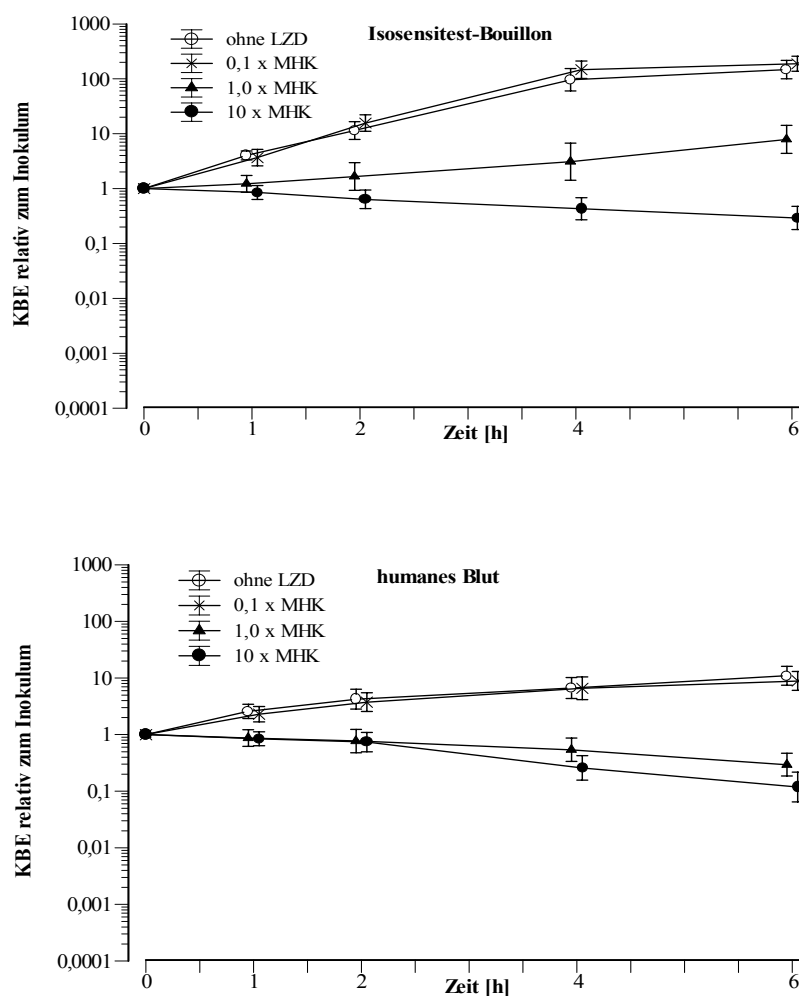 Isosensitest-Bouillon
ohne LZD
0,1 x MHK
1,0 x MHK
10 x MHK
KBE relativ zum Inokulum
1000
100
10
1
0,1
0,01
0,001
0,0001
0 1 2 4 6
Zeit [h]
humanes Blut
ohne LZD
0,1 x MHK
1,0 x MHK
10 x MHK
KBE relativ zum Inokulum
1000
100
10
1
0,1
0,01
0,001
0,0001
0 1 2 4 6
Zeit [h]